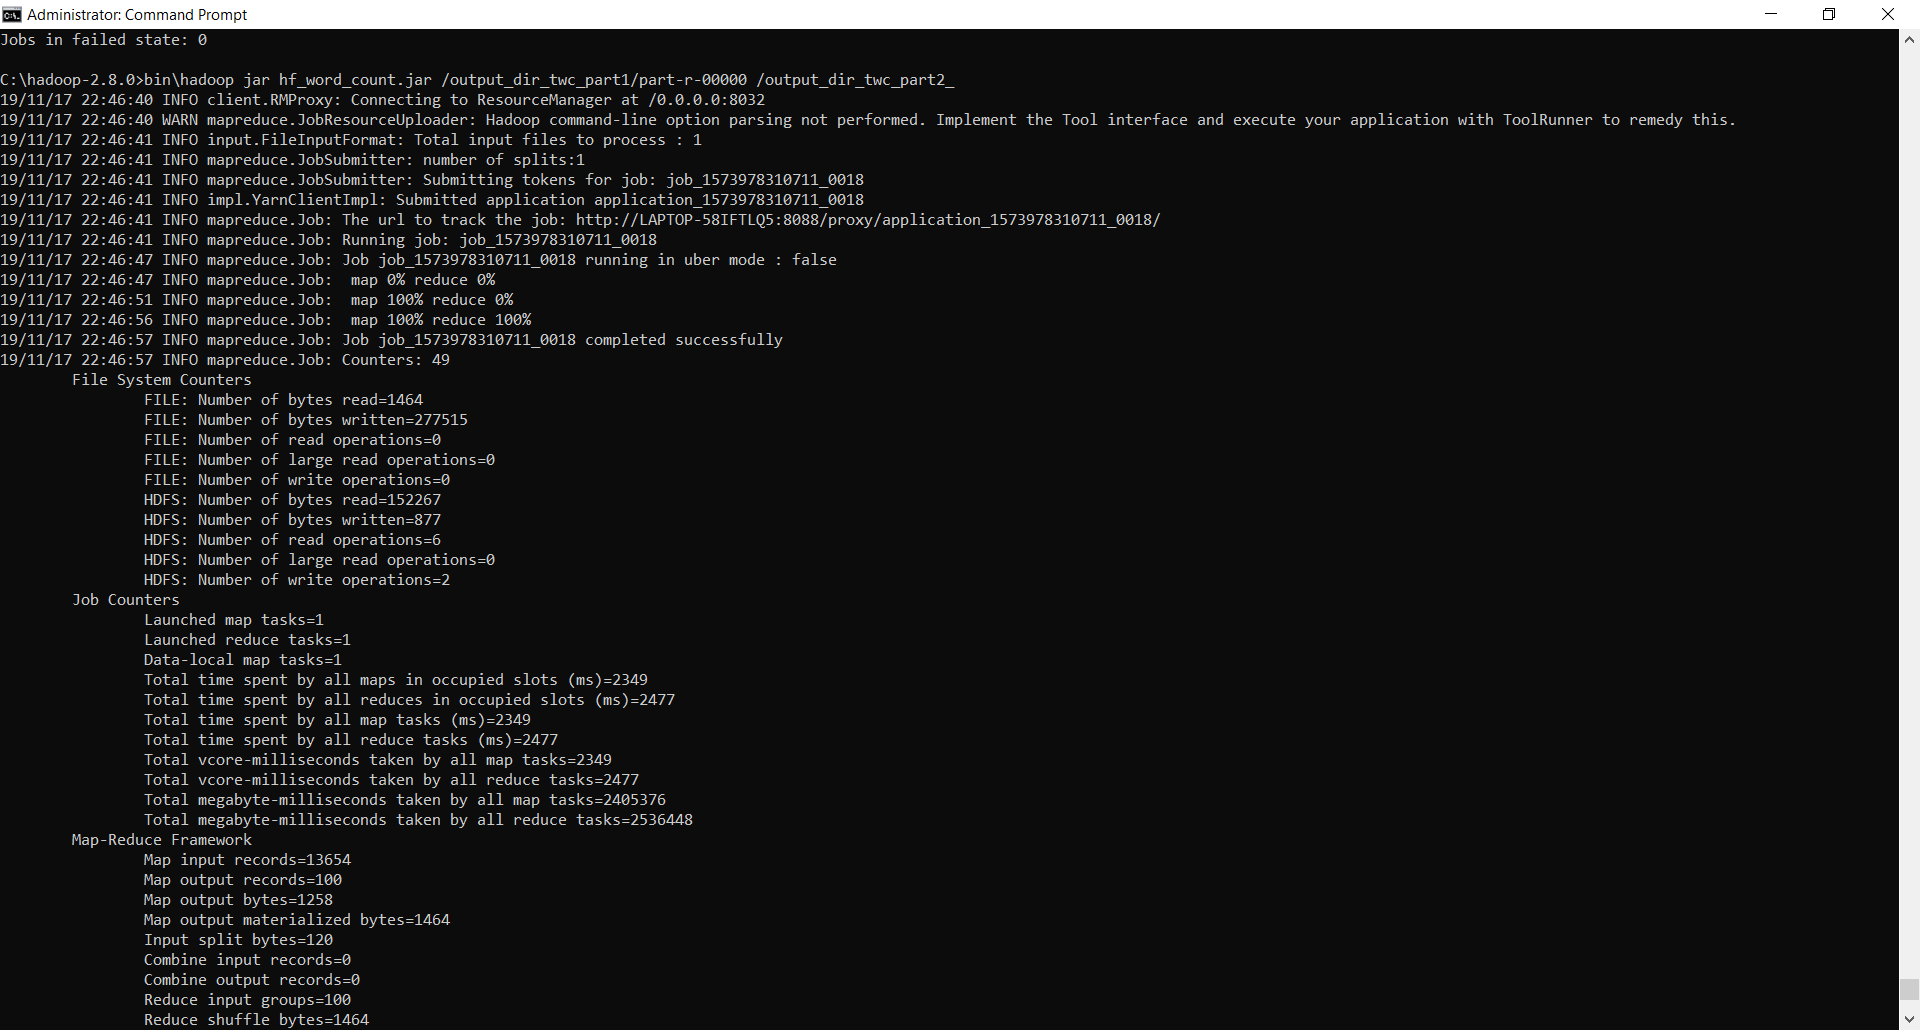 Administrator: Command Prompt
Jobs in failed state: 0
C:\hadoop-2.8.0>bin\hadoop jar hf_word_count.jar /output_dir_twc_part1/part-r-00000 /output_dir_twc_part2_
19/11/17 22:46:40 INFO client.RMProxy: Connecting to ResourceManager at /0.0.0.0:8032
19/11/17 22:46:40 WARN mapreduce.JobResourceUploader: Hadoop command-line option parsing not performed. Implement the Tool interface and execute your application with ToolRunner to remedy this.
19/11/17 22:46:41 INFO input.FileInputFormat: Total input files to process : 1
19/11/17 22:46:41 INFO mapreduce.JobSubmitter: number of splits:1
19/11/17 22:46:41 INFO mapreduce.JobSubmitter: Submitting tokens for job: job_1573978310711_0018
19/11/17 22:46:41 INFO impl.YarnClientImpl: Submitted application application_1573978310711_0018
19/11/17 22:46:41 INFO mapreduce.Job: The url to track the job: http://LAPTOP-58IFTLQ5:8088/proxy/application_1573978310711_0018/
19/11/17 22:46:41 INFO mapreduce.Job: Running job: job_1573978310711_0018
19/11/17 22:46:47 INFO mapreduce.Job: Job job_1573978310711_0018 running in uber mode : false
19/11/17 22:46:47 INFO mapreduce.Job:  map 0% reduce 0%
19/11/17 22:46:51 INFO mapreduce.Job:  map 100% reduce 0%
19/11/17 22:46:56 INFO mapreduce.Job:  map 100% reduce 100%
19/11/17 22:46:57 INFO mapreduce.Job: Job job_1573978310711_0018 completed successfully
19/11/17 22:46:57 INFO mapreduce.Job: Counters: 49
File System Counters
FILE: Number of bytes read=1464
FILE: Number of bytes written=277515
FILE: Number of read operations=0
FILE: Number of large read operations=0
FILE: Number of write operations=0
HDFS: Number of bytes read=152267
HDFS: Number of bytes written=877
HDFS: Number of read operations=6
HDFS: Number of large read operations=0
HDFS: Number of write operations=2
Job Counters
Launched map tasks=1
Launched reduce tasks=1
Data-local map tasks=1
Total time spent by all maps in occupied slots (ms)=2349
Total time spent by all reduces in occupied slots (ms)=2477
Total time spent by all map tasks (ms)=2349
Total time spent by all reduce tasks (ms)=2477
Total vcore-milliseconds taken by all map tasks=2349
Total vcore-milliseconds taken by all reduce tasks=2477
Total megabyte-milliseconds taken by all map tasks=2405376
Total megabyte-milliseconds taken by all reduce tasks=2536448
Map-Reduce Framework
Map input records=13654
Map output records=100
Map output bytes=1258
Map output materialized bytes=1464
Input split bytes=120
Combine input records=0
Combine output records=0
Reduce input groups=100
Reduce shuffle bytes=1464